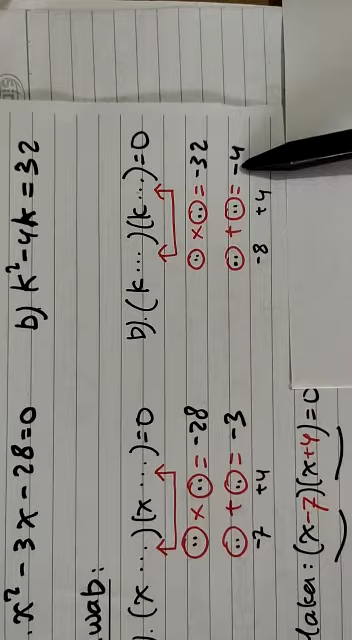 . x² - 3x - 28 = 0 b) k² - 4k = 32
wab:
). (x ...)(x ...) = 0 b). (k ...)(k ...) = 0
☺ × ☺ = -28 ☺ × ☺ = -32
☺ + ☺ = -3 ☺ + ☺ = -4
-7 +4 -8 +4
Maka : (x-7)(x+4) = 0